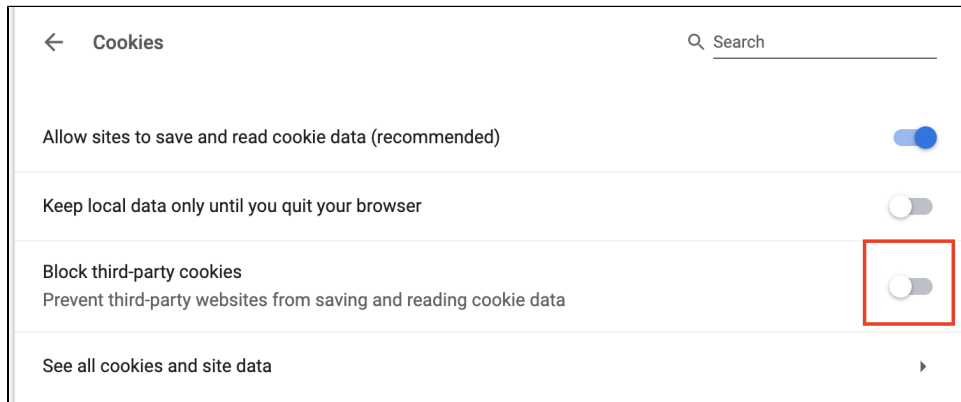 Cookies
Search
Allow sites to save and read cookie data (recommended)
Keep local data only until you quit your browser
Block third-party cookies
Prevent third-party websites from saving and reading cookie data
See all cookies and site data